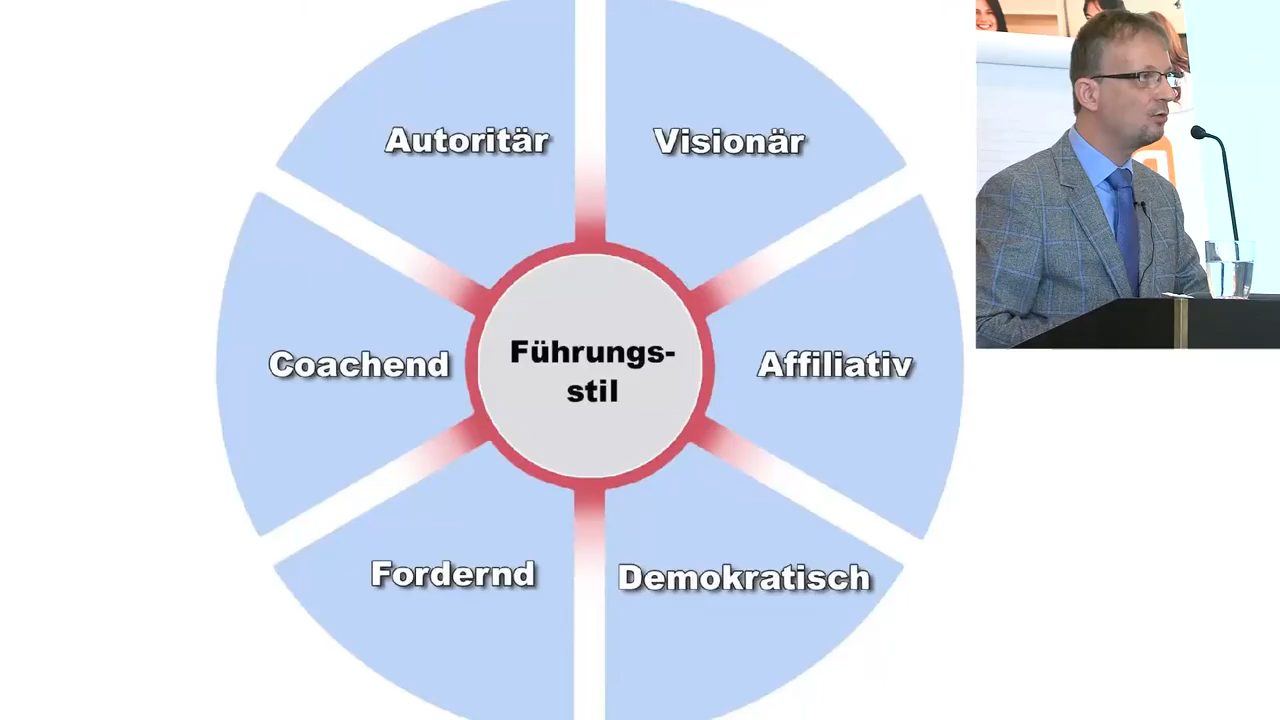 Autoritär
Visionär
Coachend
Führungs-
stil
Affiliativ
Fordernd
Demokratisch